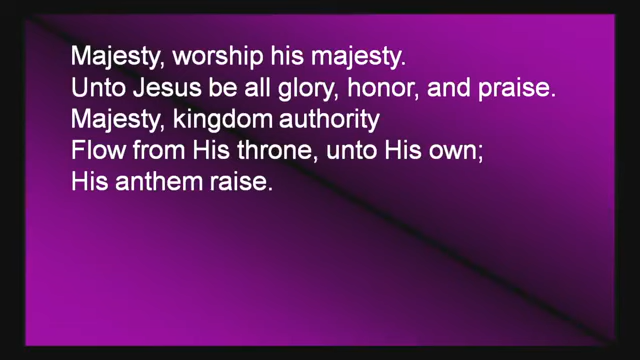 Majesty, worship his majesty.
Unto Jesus be all glory, honor, and praise.
Majesty, kingdom authority
Flow from His throne, unto His own;
His anthem raise.